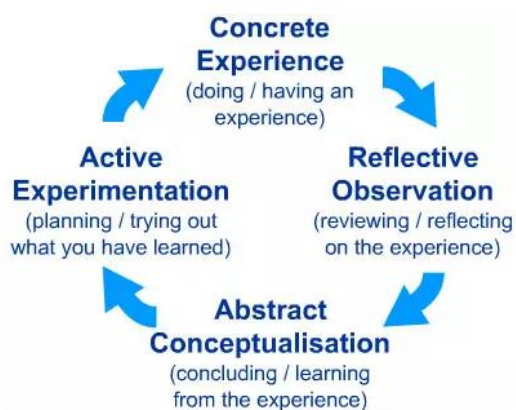 Concrete
Experience
(doing / having an
experience)
Reflective
Observation
(reviewing / reflecting
on the experience)
Abstract
Conceptualisation
(concluding / learning
from the experience)
Active
Experimentation
(planning / trying out
what you have learned)